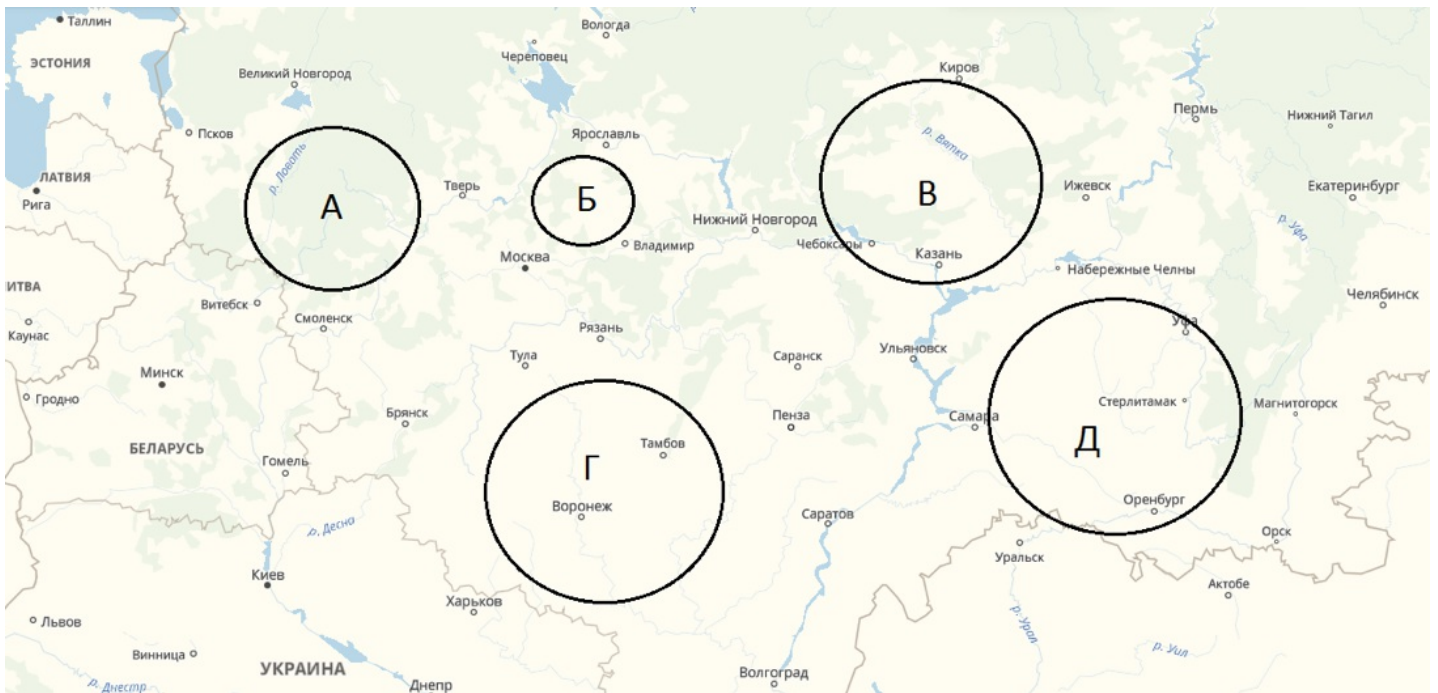 Таллин
Вологда
Череповец
ЭСТОНИЯ
Великий Новгород
Киров
Пермь
Нижний Тагил
Псков
Ярославль
р. Вятка
р. Ловать
ЛАТВИЯ
Рига
Тверь
А
Б
В
Ижевск
Екатеринбург
Нижний Новгород
р. Уфа
Москва
Владимир
Чебоксары
Казань
Набережные Челны
ИТВА
Витебск
Челябинск
Каунас
Смоленск
Рязань
Уфа
Тула
Саранск
Ульяновск
Минск
Гродно
Брянск
Пенза
Самара
Стерлитамак
Магнитогорск
БЕЛАРУСЬ
Тамбов
Д
Гомель
Г
Воронеж
Саратов
Оренбург
р. Десна
Орск
Уральск
Киев
Актобе
Харьков
Львов
р. Урал
Винница
УКРАИНА
р. Уил
Волгоград
р. Днестр
Днепр